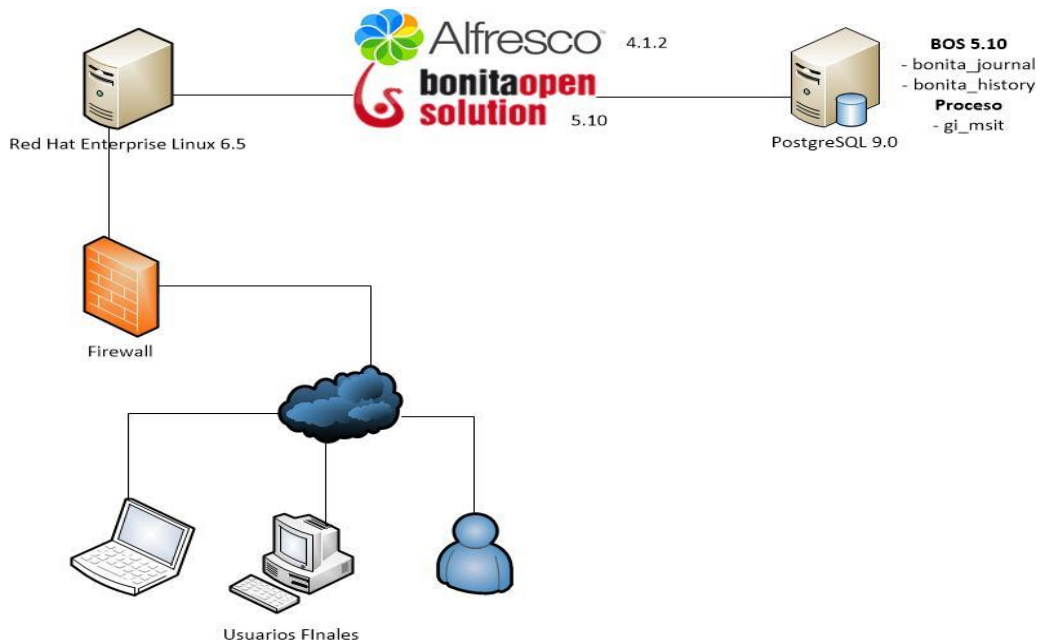 Alfresco™ 4.1.2
bonitaopen
solution 5.10
BOS 5.10
- bonita_journal
- bonita_history
Proceso
- gi_msit
Red Hat Enterprise Linux 6.5
PostgreSQL 9.0
Firewall
Usuarios FInales